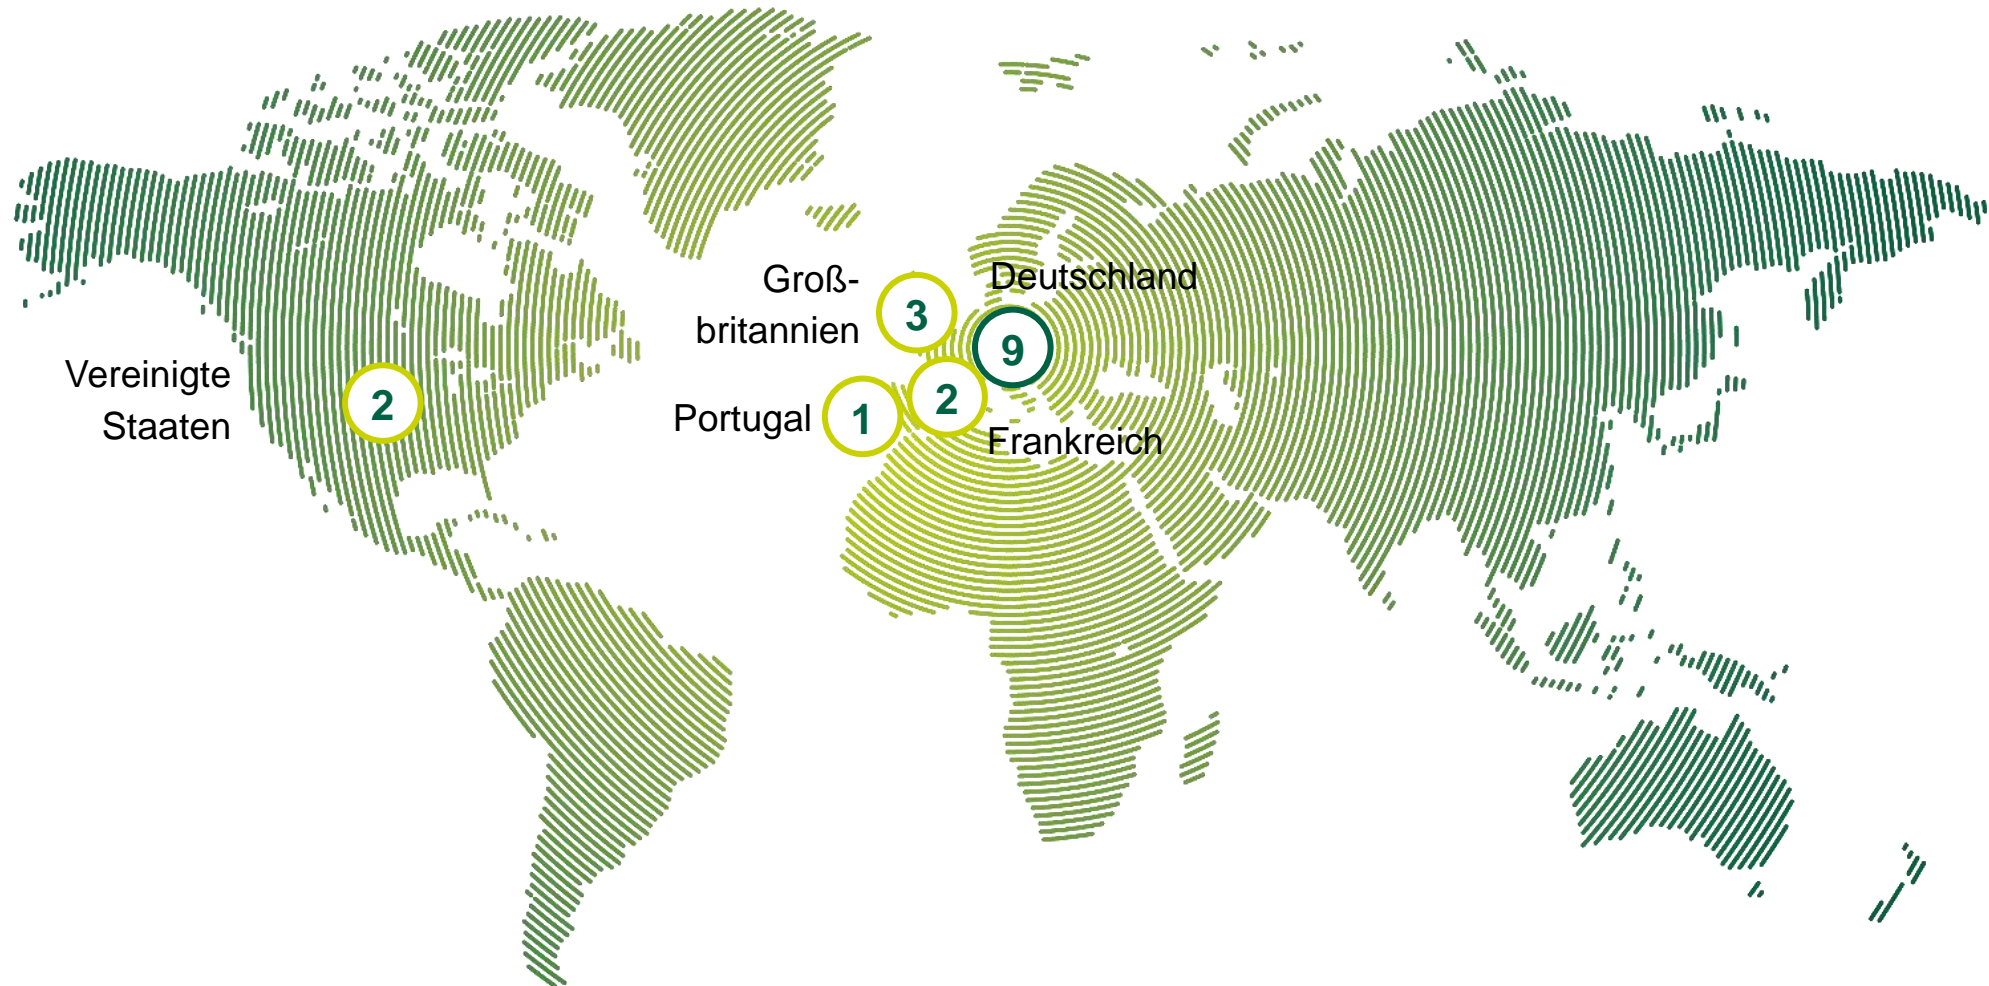 Deutschland
9
Groß-
britannien
3
Vereinigte
Staaten
2
Portugal
1
2
Frankreich